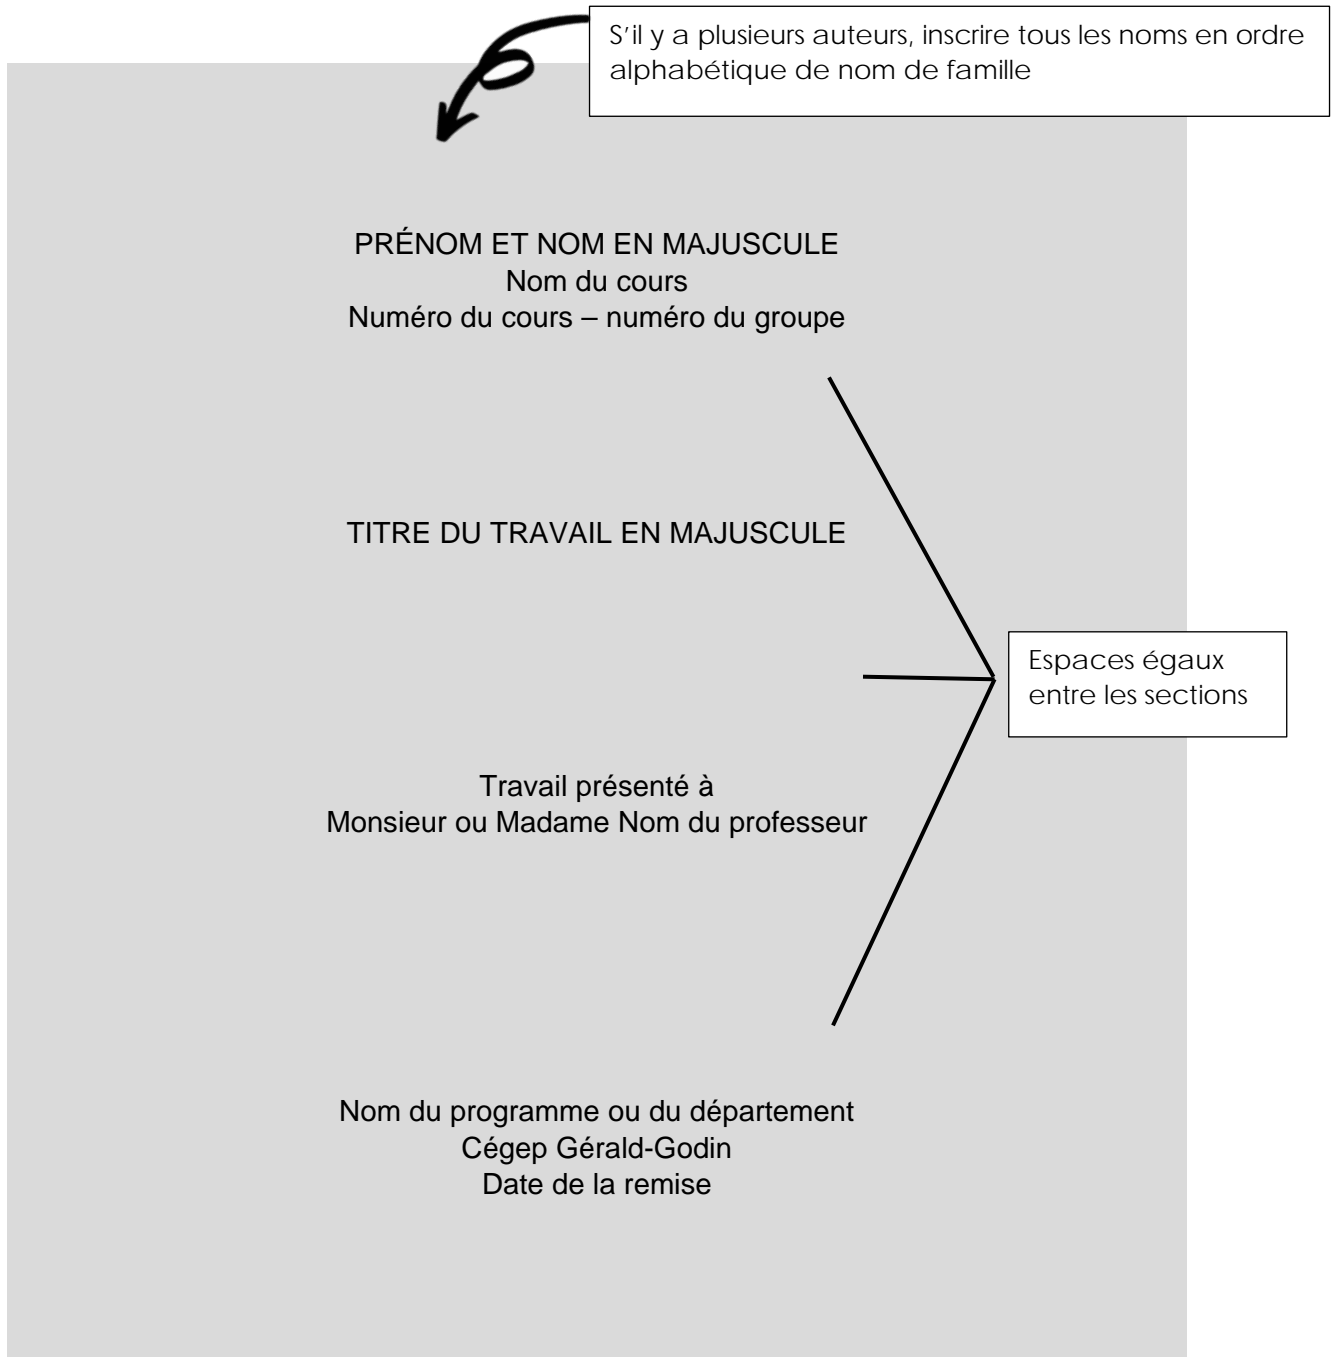 S'il y a plusieurs auteurs, inscrire tous les noms en ordre
alphabétique de nom de famille
PRÉNOM ET NOM EN MAJUSCULE
Nom du cours
Numéro du cours – numéro du groupe
TITRE DU TRAVAIL EN MAJUSCULE
Espaces égaux
entre les sections
Travail présenté à
Monsieur ou Madame Nom du professeur
Nom du programme ou du département
Cégep Gérald-Godin
Date de la remise